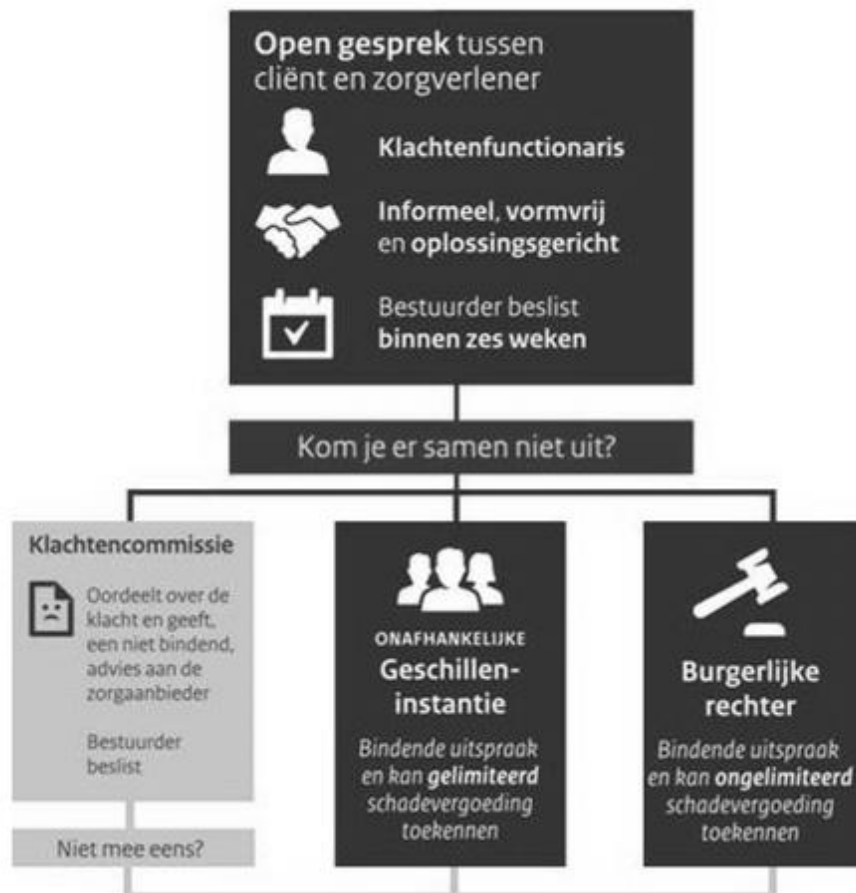 Open gesprek tussen
cliënt en zorgverlener
Klachtenfunctionaris
Informeel, vormvrij
en oplossingsgericht
Bestuurder beslist
binnen zes weken
Kom je er samen niet uit?
Klachtencommissie
Oordeelt over de
klacht en geeft,
een niet bindend,
advies aan de
zorgaanbieder
Bestuurder
beslist
Niet mee eens?
ONAFHANKELIJKE
Geschillen-
instantie
Bindende uitspraak
en kan gelimiteerd
schadevergoeding
toekennen
Burgerlijke
rechter
Bindende uitspraak
en kan ongelimiteerd
schadevergoeding
toekennen